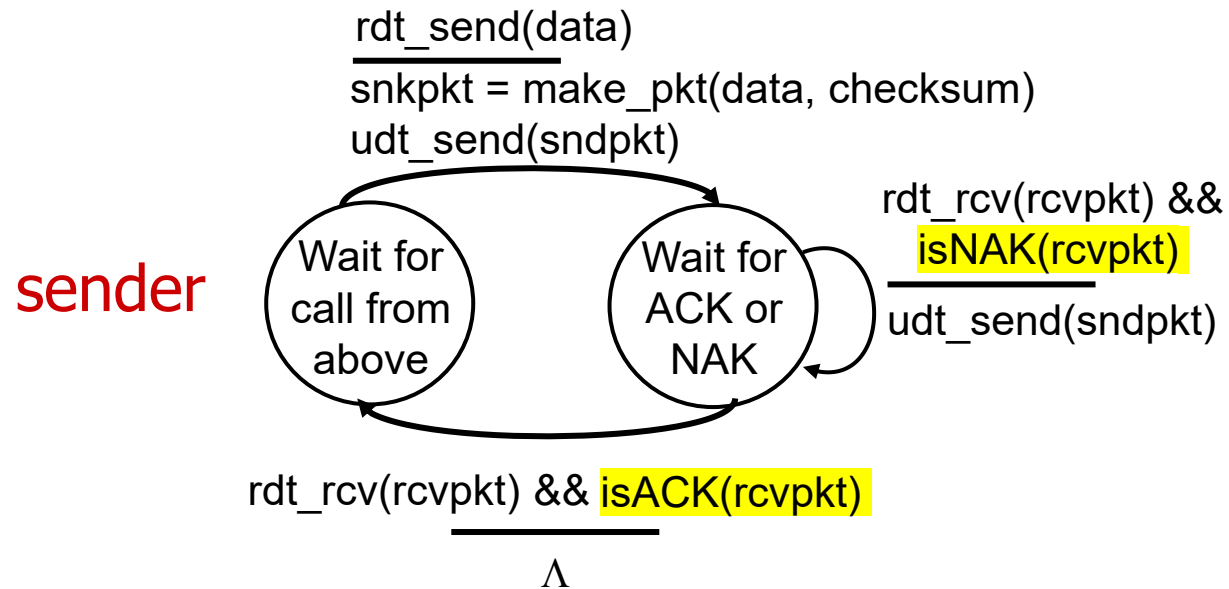 rdt_send(data)
snkpkt = make_pkt(data, checksum)
udt_send(sndpkt)
sender
Wait for
call from
above
Wait for
ACK or
NAK
rdt_rcv(rcvpkt) &&
isNAK(rcvpkt)
udt_send(sndpkt)
rdt_rcv(rcvpkt) && isACK(rcvpkt)
Λ